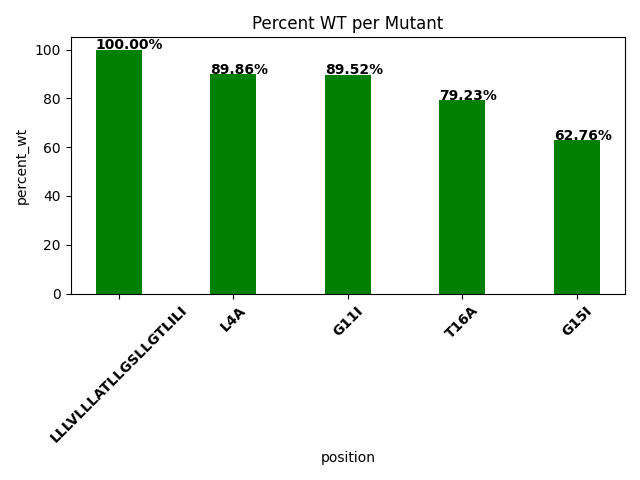 Percent WT per Mutant
percent_wt
100
80
60
40
20
0
100.00%
89.86%
89.52%
79.23%
62.76%
LLLVLLLATLLGSLLGTLILI
L4A
G11I
T16A
G15I
position